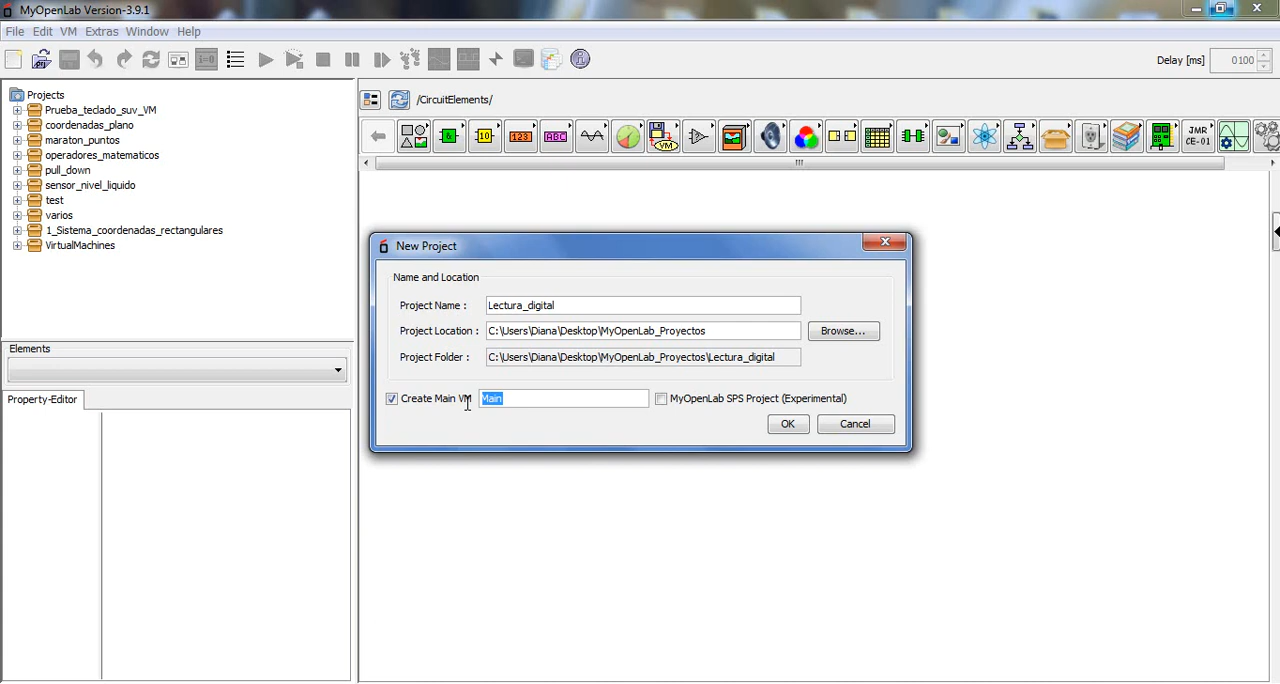 MyOpenLab Version-3.9.1
File Edit VM Extras Window Help
Delay [ms] 0100
Projects
Prueba_teclado_suv_VM
coordenadas_plano
maraton_puntos
operadores_matematicos
pull_down
sensor_nivel_liquido
test
varios
1_Sistema_coordenadas_rectangulares
VirtualMachines
/CircuitElements/
& 10 123 ABC VM JMR CE-01
New Project
Name and Location
Project Name : Lectura_digital
Project Location : C:\Users\Diana\Desktop\MyOpenLab_Proyectos Browse...
Project Folder : C:\Users\Diana\Desktop\MyOpenLab_Proyectos\Lectura_digital
Create Main VM Main MyOpenLab SPS Project (Experimental)
OK Cancel
Elements
Property-Editor